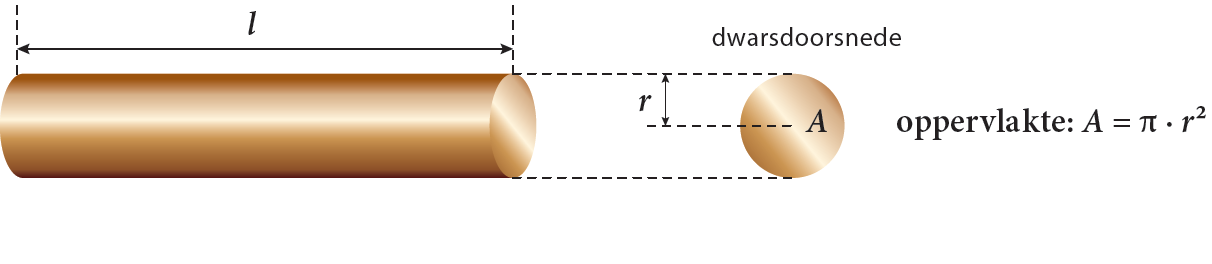 l
dwarsdoorsnede
r
A
oppervlakte: A = π · r²